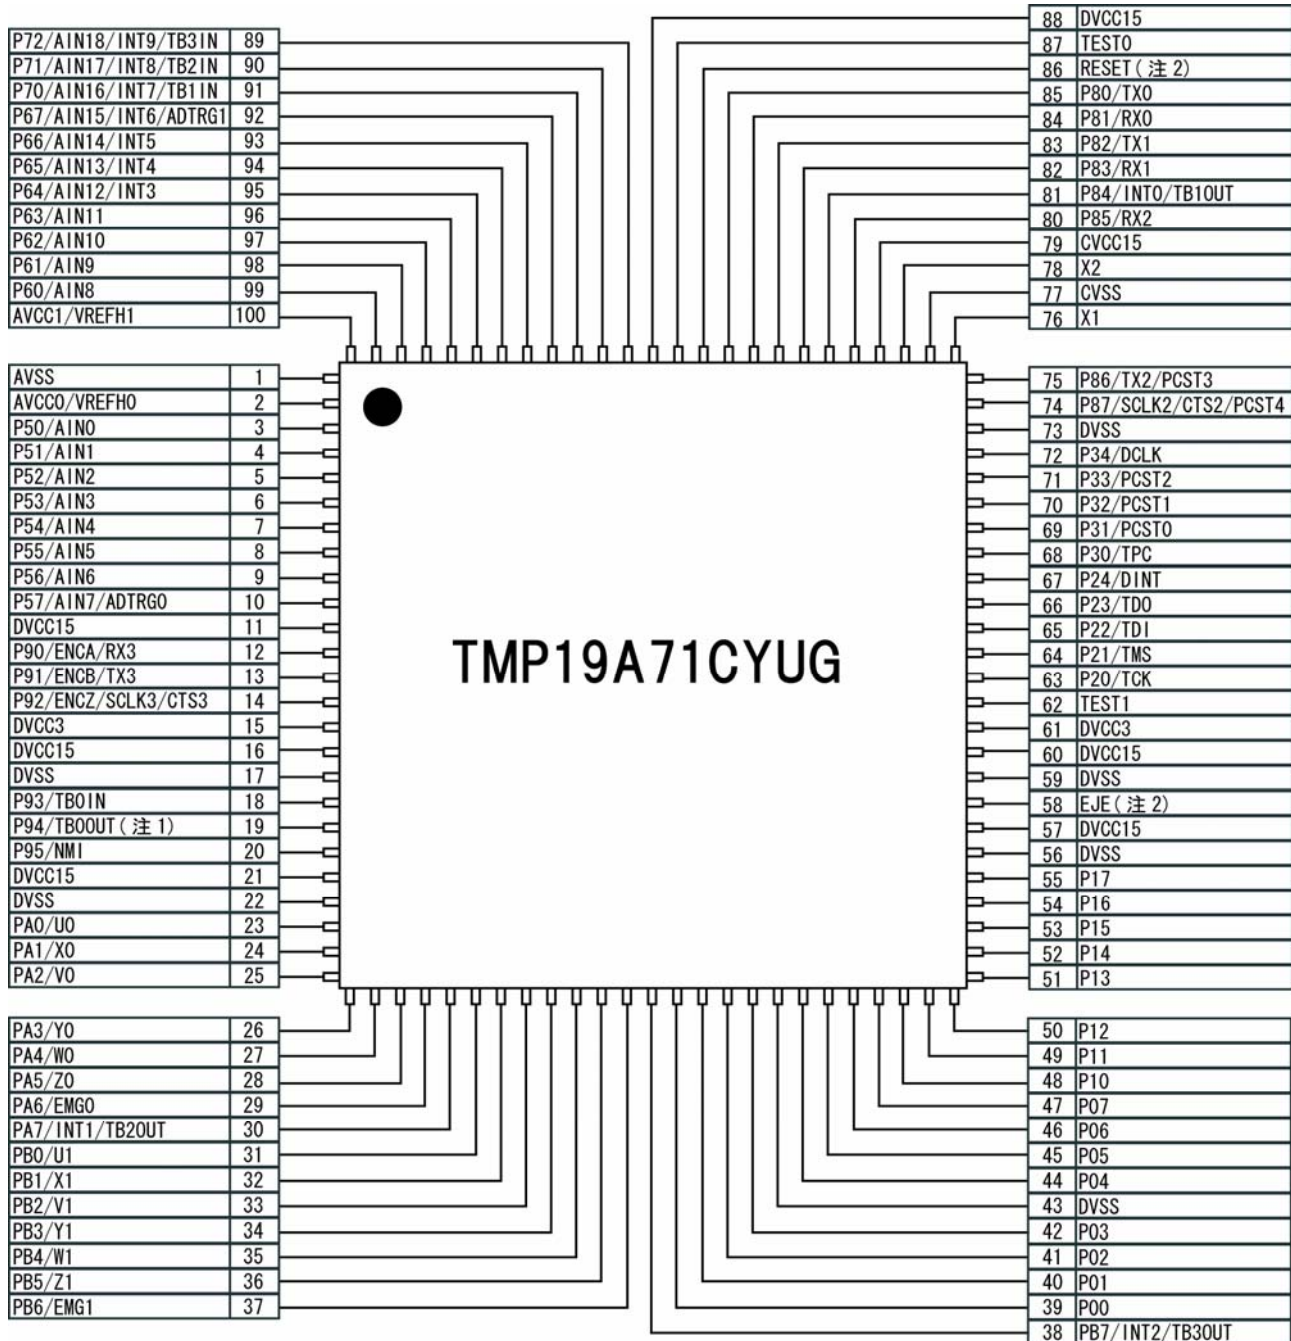 P72/AIN18/INT9/TB3IN 89
P71/AIN17/INT8/TB2IN 90
P70/AIN16/INT7/TB1IN 91
P67/AIN15/INT6/ADTRG1 92
P66/AIN14/INT5 93
P65/AIN13/INT4 94
P64/AIN12/INT3 95
P63/AIN11 96
P62/AIN10 97
P61/AIN9 98
P60/AIN8 99
AVCC1/VREFH1 100
88 DVCC15
87 TEST0
86 RESET(注2)
85 P80/TX0
84 P81/RX0
83 P82/TX1
82 P83/RX1
81 P84/INT0/TB1OUT
80 P85/RX2
79 CVCC15
78 X2
77 CVSS
76 X1
AVSS 1
AVCC0/VREFH0 2
P50/AIN0 3
P51/AIN1 4
P52/AIN2 5
P53/AIN3 6
P54/AIN4 7
P55/AIN5 8
P56/AIN6 9
P57/AIN7/ADTRG0 10
DVCC15 11
P90/ENCA/RX3 12
P91/ENCB/TX3 13
P92/ENCZ/SCLK3/CTS3 14
DVCC3 15
DVCC15 16
DVSS 17
P93/TB0IN 18
P94/TB0OUT(注1) 19
P95/NMI 20
DVCC15 21
DVSS 22
PA0/U0 23
PA1/X0 24
PA2/V0 25
TMP19A71CYUG
75 P86/TX2/PCST3
74 P87/SCLK2/CTS2/PCST4
73 DVSS
72 P34/DCLK
71 P33/PCST2
70 P32/PCST1
69 P31/PCST0
68 P30/TPC
67 P24/DINT
66 P23/TDO
65 P22/TDI
64 P21/TMS
63 P20/TCK
62 TEST1
61 DVCC3
60 DVCC15
59 DVSS
58 EJE(注2)
57 DVCC15
56 DVSS
55 P17
54 P16
53 P15
52 P14
51 P13
PA3/Y0 26
PA4/W0 27
PA5/Z0 28
PA6/EMG0 29
PA7/INT1/TB2OUT 30
PB0/U1 31
PB1/X1 32
PB2/V1 33
PB3/Y1 34
PB4/W1 35
PB5/Z1 36
PB6/EMG1 37
50 P12
49 P11
48 P10
47 P07
46 P06
45 P05
44 P04
43 DVSS
42 P03
41 P02
40 P01
39 P00
38 PB7/INT2/TB3OUT